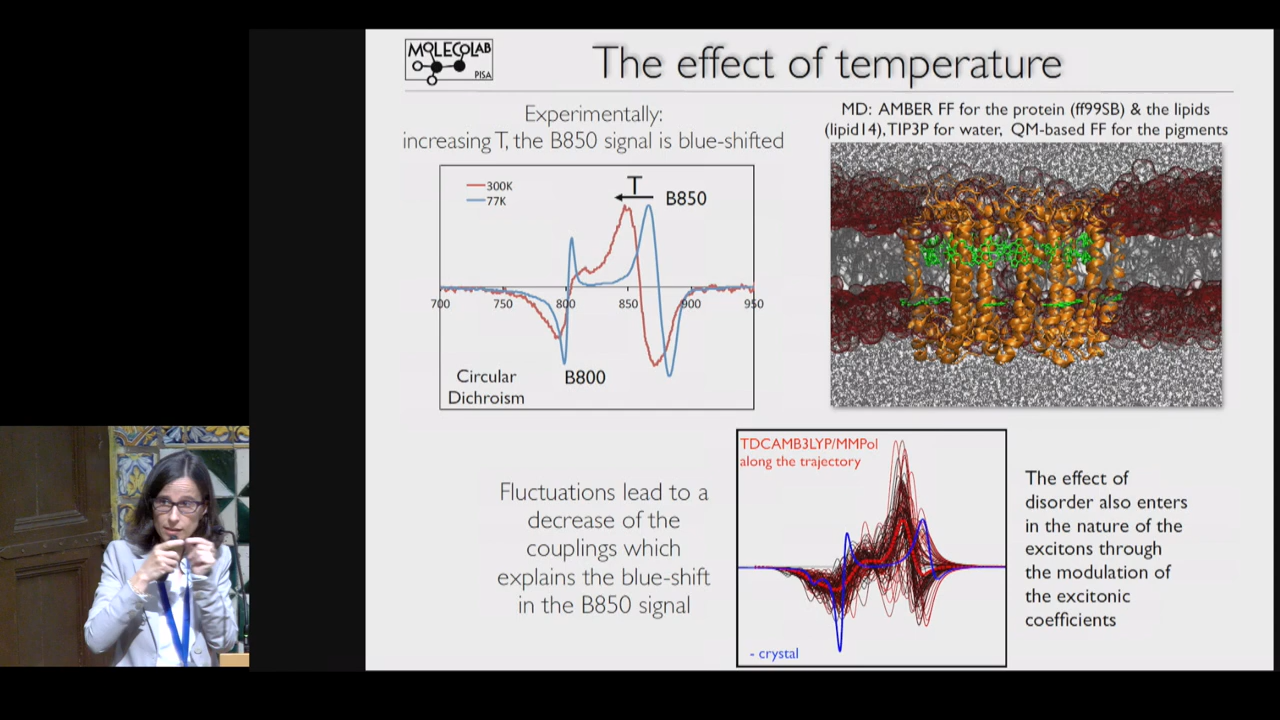 MOLECOLAB
PISA
The effect of temperature
Experimentally:
increasing T, the B850 signal is blue-shifted
MD: AMBER FF for the protein (ff99SB) & the lipids
(lipid14), TIP3P for water, QM-based FF for the pigments
300K
77K
T
B850
700
750
800
850
900
950
B800
Circular
Dichroism
Fluctuations lead to a
decrease of the
couplings which
explains the blue-shift
in the B850 signal
TDCAMB3LYP/MMPol
along the trajectory
- crystal
The effect of
disorder also enters
in the nature of the
excitons through
the modulation of
the excitonic
coefficients